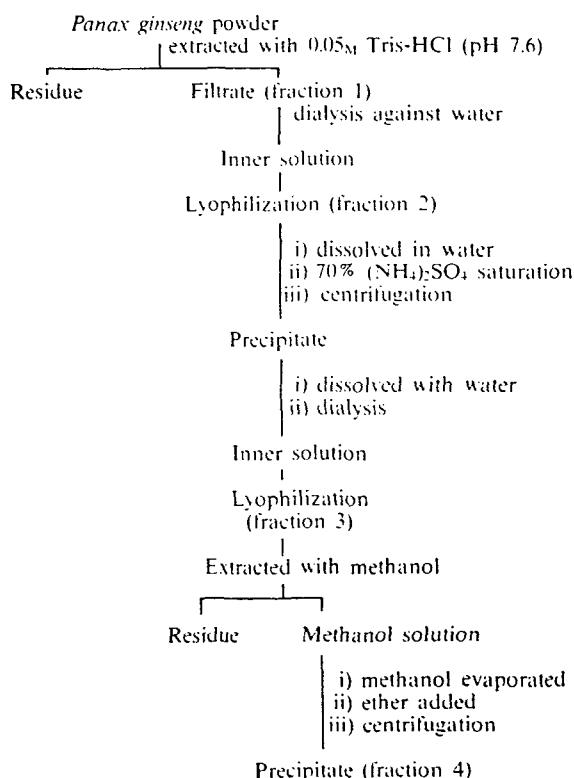 Panax ginseng powder
extracted with 0.05M Tris-HCl (pH 7.6)
Residue Filtrate (fraction 1)
dialysis against water
Inner solution
Lyophilization (fraction 2)
i) dissolved in water
ii) 70% (NH4)2SO4 saturation
iii) centrifugation
Precipitate
i) dissolved with water
ii) dialysis
Inner solution
Lyophilization
(fraction 3)
Extracted with methanol
Residue Methanol solution
i) methanol evaporated
ii) ether added
iii) centrifugation
Precipitate (fraction 4)